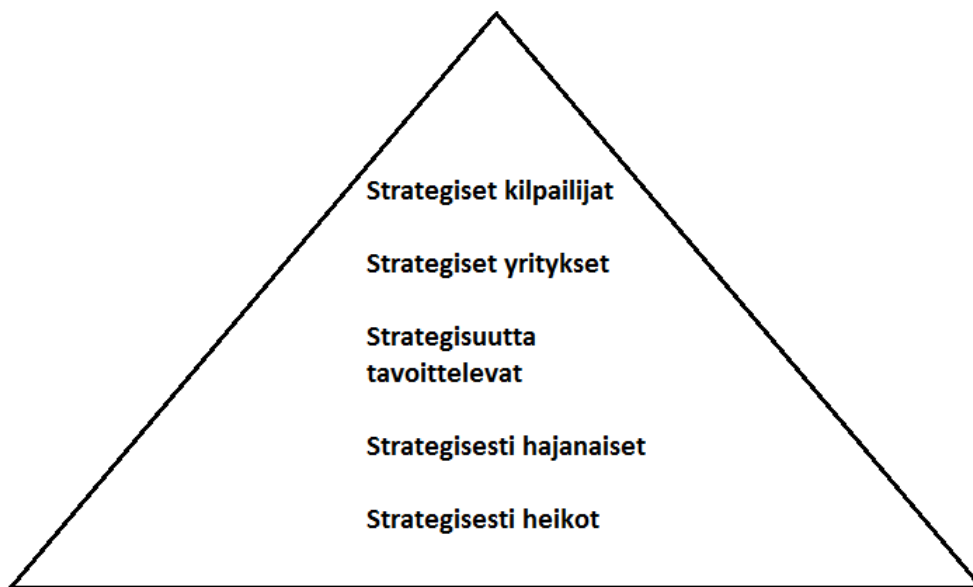 Strategiset kilpailijat
Strategiset yritykset
Strategisuutta
tavoittelevat
Strategisesti hajanaiset
Strategisesti heikot